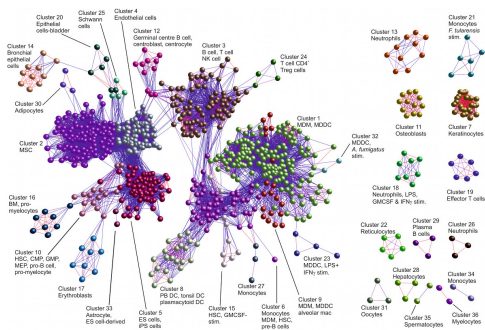 Cluster 20
Epithelial
cells-bladder
Cluster 25
Schwann
cells
Cluster 4
Endothelial cells
Cluster 12
Germinal centre B cell,
centroblast, centrocyte
Cluster 3
B cell, T cell
NK cell
Cluster 24
T cell CD4+
Treg cells
Cluster 13
Neutrophils
Cluster 21
Monocytes
F. tularensis
stim.
Cluster 14
Bronchial
epithelial
cells
Cluster 30
Adipocytes
Cluster 2
MSC
Cluster 1
MDM, MDDC
Cluster 32
MDDC,
A. fumigatus
stim.
Cluster 11
Osteoblasts
Cluster 7
Keratinocytes
Cluster 18
Neutrophils, LPS,
GMCSF & IFNγ stim.
Cluster 19
Effector T cells
Cluster 16
BM, pro-
myelocytes
Cluster 10
HSC, CMP, GMP,
MEP, pro-B cell,
pro-myelocyte
Cluster 17
Erythroblasts
Cluster 33
Astrocyte,
ES cell-derived
Cluster 5
ES cells,
iPS cells
Cluster 8
PB DC, tonsil DC
plasmacytoid DC
Cluster 15
HSC, GMCSF-
stim.
Cluster 27
Monocytes
Cluster 6
Monocytes
MDM, HSC,
pre-B cells
Cluster 9
MDM, MDDC
alveolar mac
Cluster 23
MDDC, LPS+
IFNγ stim.
Cluster 22
Reticulocytes
Cluster 29
Plasma
B cells
Cluster 26
Neutrophils
Cluster 28
Hepatocytes
Cluster 34
Monocytes
Cluster 31
Oocytes
Cluster 35
Spermatocytes
Cluster 36
Myelocytes